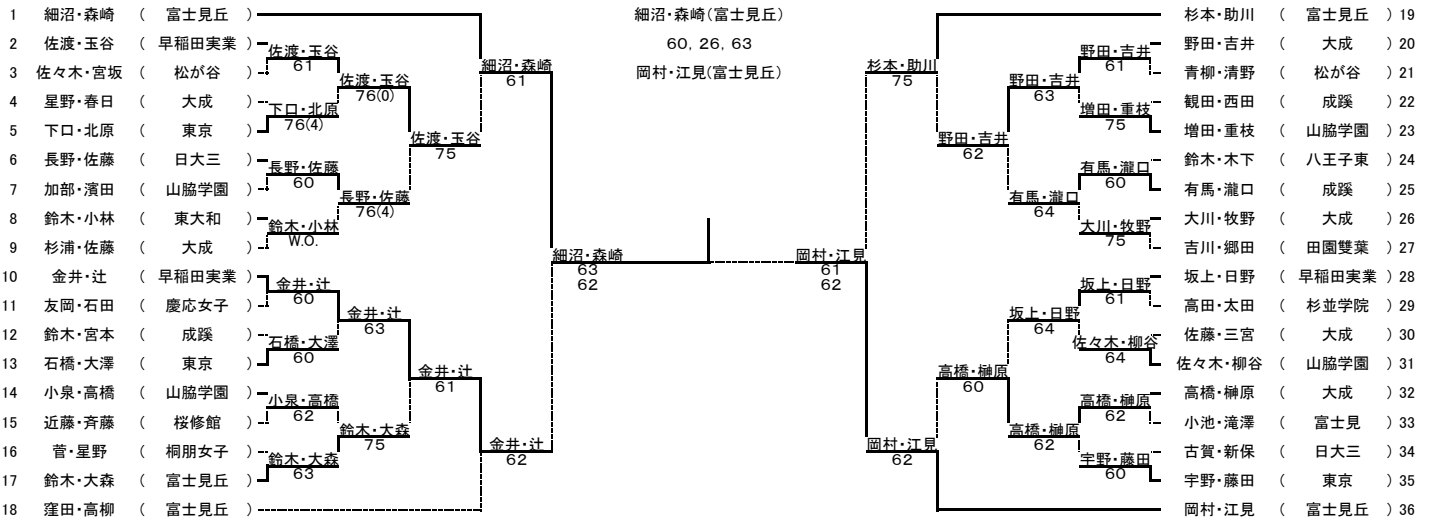 細沼・森崎(富士見丘)
60, 26, 63
岡村・江見(富士見丘)
1 細沼・森崎 ( 富士見丘 )
2 佐渡・玉谷 ( 早稲田実業 )
3 佐々木・宮坂 ( 松が谷 )
4 星野・春日 ( 大成 )
5 下口・北原 ( 東京 )
6 長野・佐藤 ( 日大三 )
7 加部・濱田 ( 山脇学園 )
8 鈴木・小林 ( 東大和 )
9 杉浦・佐藤 ( 大成 )
10 金井・辻 ( 早稲田実業 )
11 友岡・石田 ( 慶応女子 )
12 鈴木・宮本 ( 成蹊 )
13 石橋・大澤 ( 東京 )
14 小泉・高橋 ( 山脇学園 )
15 近藤・斉藤 ( 桜修館 )
16 菅・星野 ( 桐朋女子 )
17 鈴木・大森 ( 富士見丘 )
18 窪田・高柳 ( 富士見丘 )
佐渡・玉谷
61
下口・北原
76(4)
長野・佐藤
60
鈴木・小林
W.O.
金井・辻
60
石橋・大澤
60
小泉・高橋
62
鈴木・大森
63
佐渡・玉谷
76(0)
長野・佐藤
76(4)
金井・辻
63
鈴木・大森
75
佐渡・玉谷
75
金井・辻
61
細沼・森崎
61
金井・辻
62
細沼・森崎
63
62
岡村・江見
61
62
杉本・助川
75
岡村・江見
62
野田・吉井
62
高橋・榊原
60
野田・吉井
63
有馬・瀧口
64
坂上・日野
64
高橋・榊原
62
野田・吉井
61
増田・重枝
75
有馬・瀧口
60
大川・牧野
75
坂上・日野
61
佐々木・柳谷
64
高橋・榊原
62
宇野・藤田
60
杉本・助川 ( 富士見丘 ) 19
野田・吉井 ( 大成 ) 20
青柳・清野 ( 松が谷 ) 21
観田・西田 ( 成蹊 ) 22
増田・重枝 ( 山脇学園 ) 23
鈴木・木下 ( 八王子東 ) 24
有馬・瀧口 ( 成蹊 ) 25
大川・牧野 ( 大成 ) 26
吉川・郷田 ( 田園雙葉 ) 27
坂上・日野 ( 早稲田実業 ) 28
高田・太田 ( 杉並学院 ) 29
佐藤・三宮 ( 大成 ) 30
佐々木・柳谷 ( 山脇学園 ) 31
高橋・榊原 ( 大成 ) 32
小池・滝澤 ( 富士見 ) 33
古賀・新保 ( 日大三 ) 34
宇野・藤田 ( 東京 ) 35
岡村・江見 ( 富士見丘 ) 36